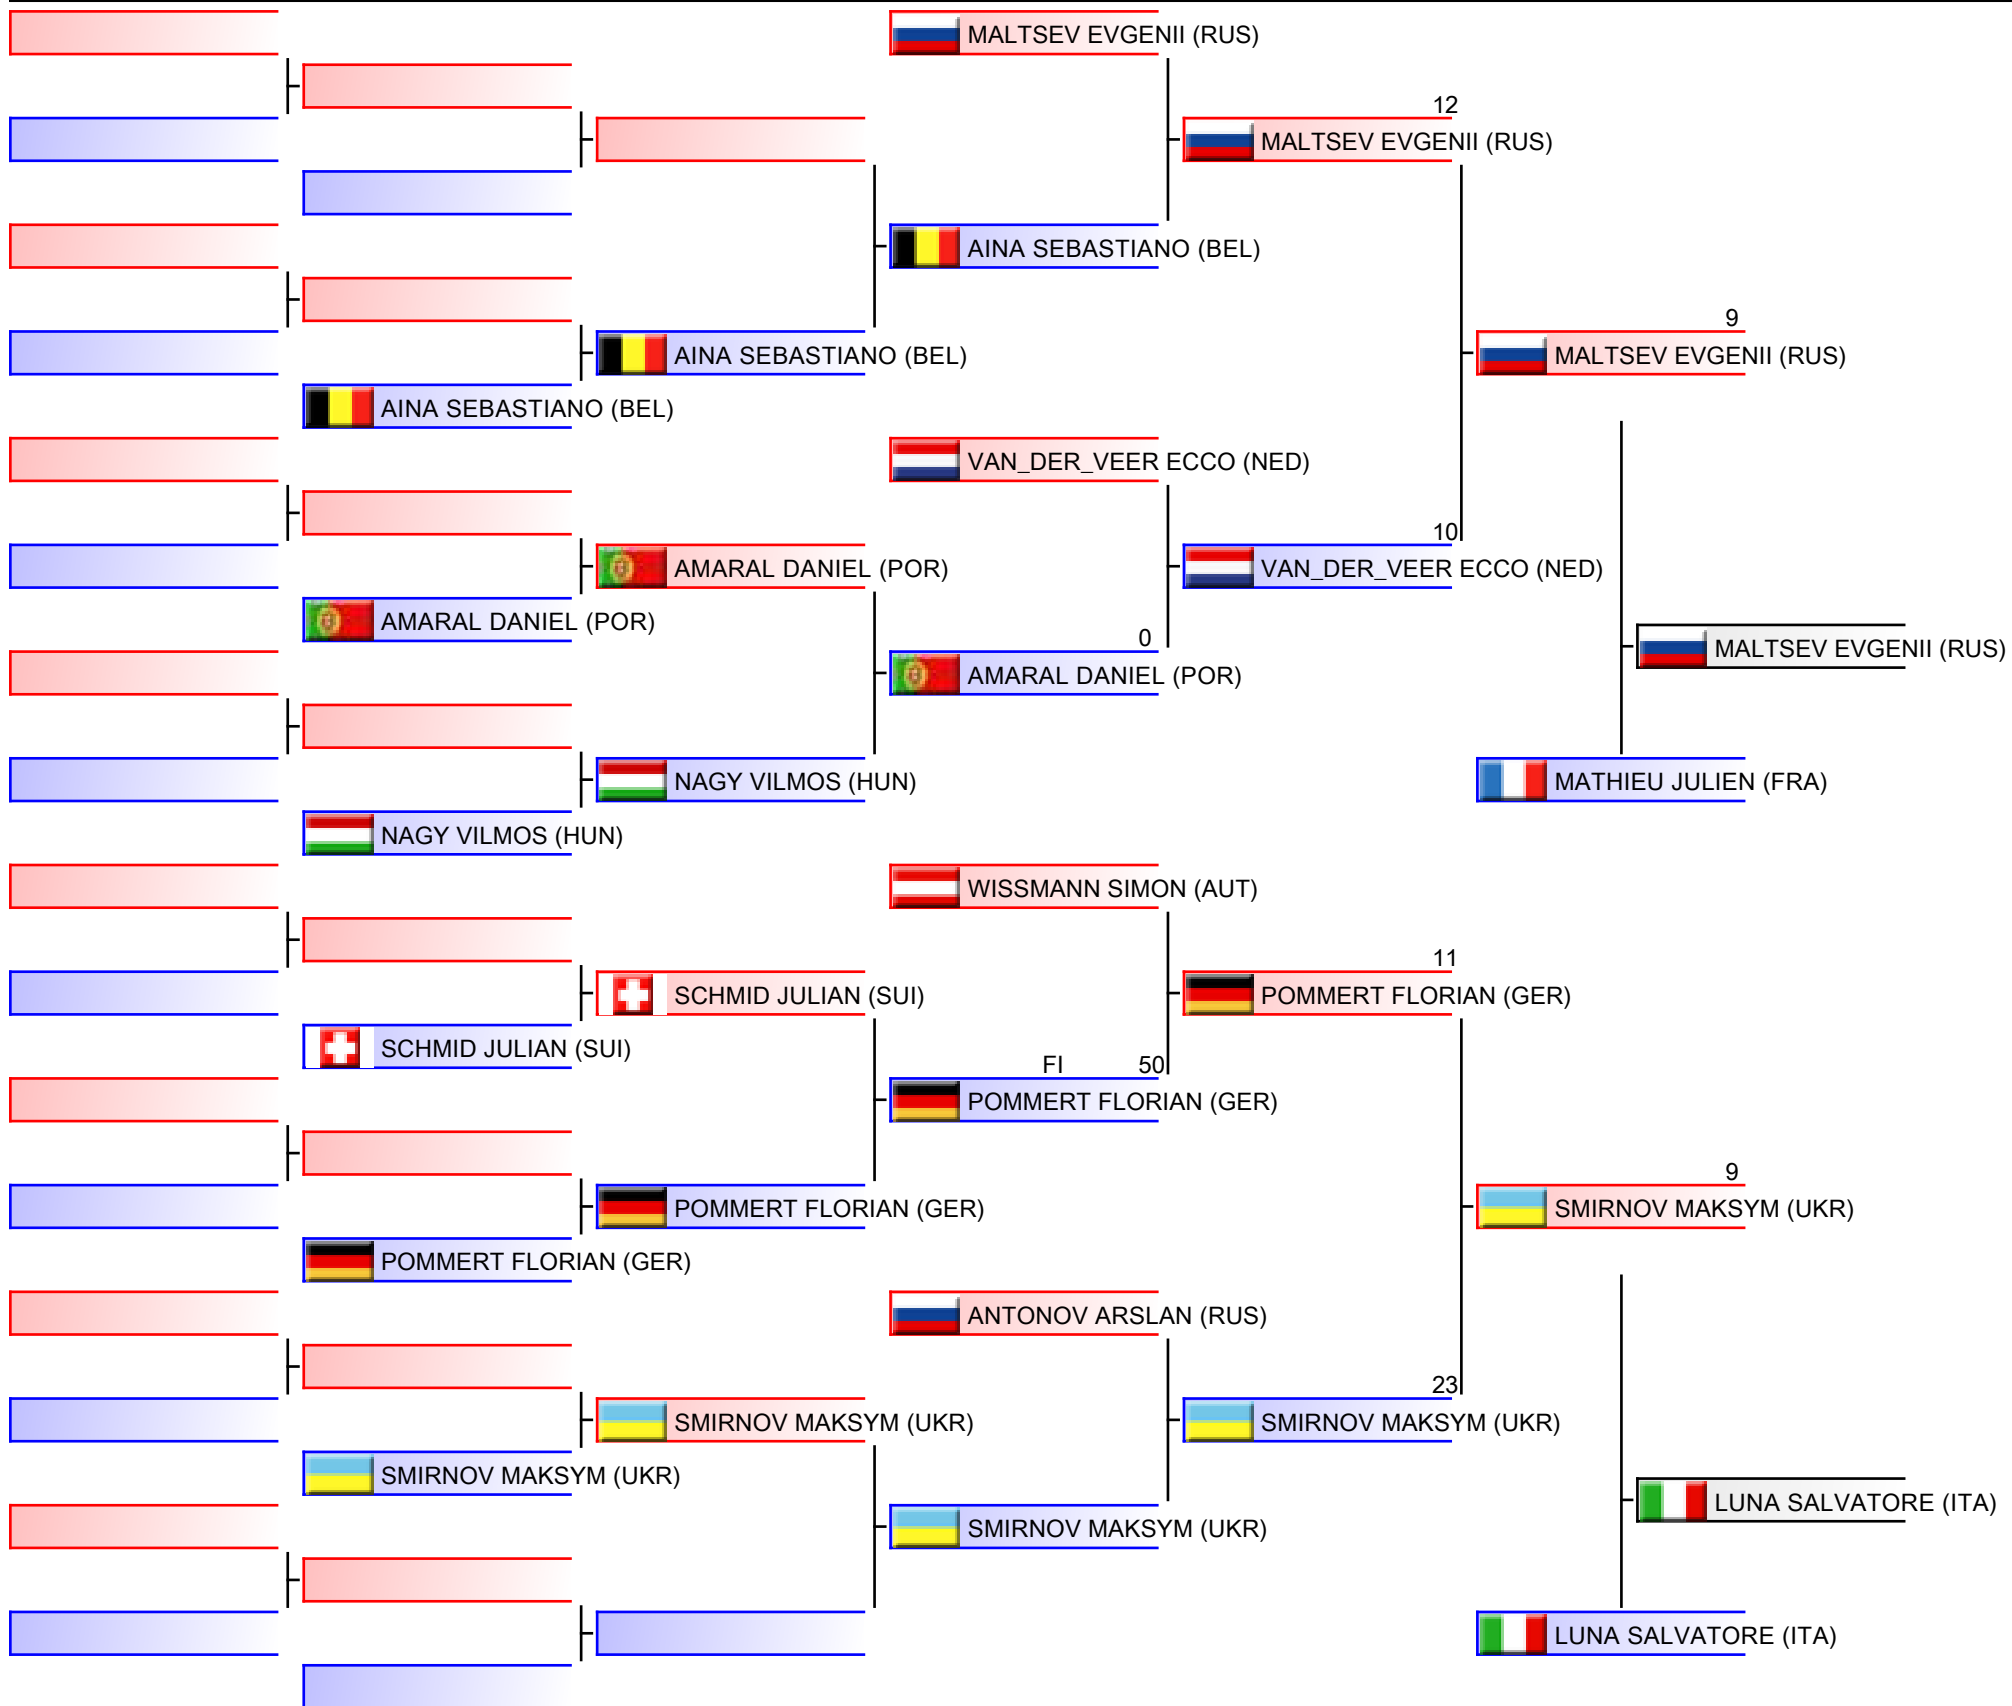 MALTSEV EVGENII (RUS)
12
MALTSEV EVGENII (RUS)
AINA SEBASTIANO (BEL)
9
AINA SEBASTIANO (BEL)
MALTSEV EVGENII (RUS)
AINA SEBASTIANO (BEL)
VAN_DER_VEER ECCO (NED)
10
AMARAL DANIEL (POR)
VAN_DER_VEER ECCO (NED)
AMARAL DANIEL (POR)
0
MALTSEV EVGENII (RUS)
AMARAL DANIEL (POR)
NAGY VILMOS (HUN)
MATHIEU JULIEN (FRA)
NAGY VILMOS (HUN)
WISSMANN SIMON (AUT)
11
SCHMID JULIAN (SUI)
POMMERT FLORIAN (GER)
SCHMID JULIAN (SUI)
FI 50
POMMERT FLORIAN (GER)
9
POMMERT FLORIAN (GER)
SMIRNOV MAKSYM (UKR)
POMMERT FLORIAN (GER)
ANTONOV ARSLAN (RUS)
23
SMIRNOV MAKSYM (UKR)
SMIRNOV MAKSYM (UKR)
SMIRNOV MAKSYM (UKR)
LUNA SALVATORE (ITA)
SMIRNOV MAKSYM (UKR)
LUNA SALVATORE (ITA)